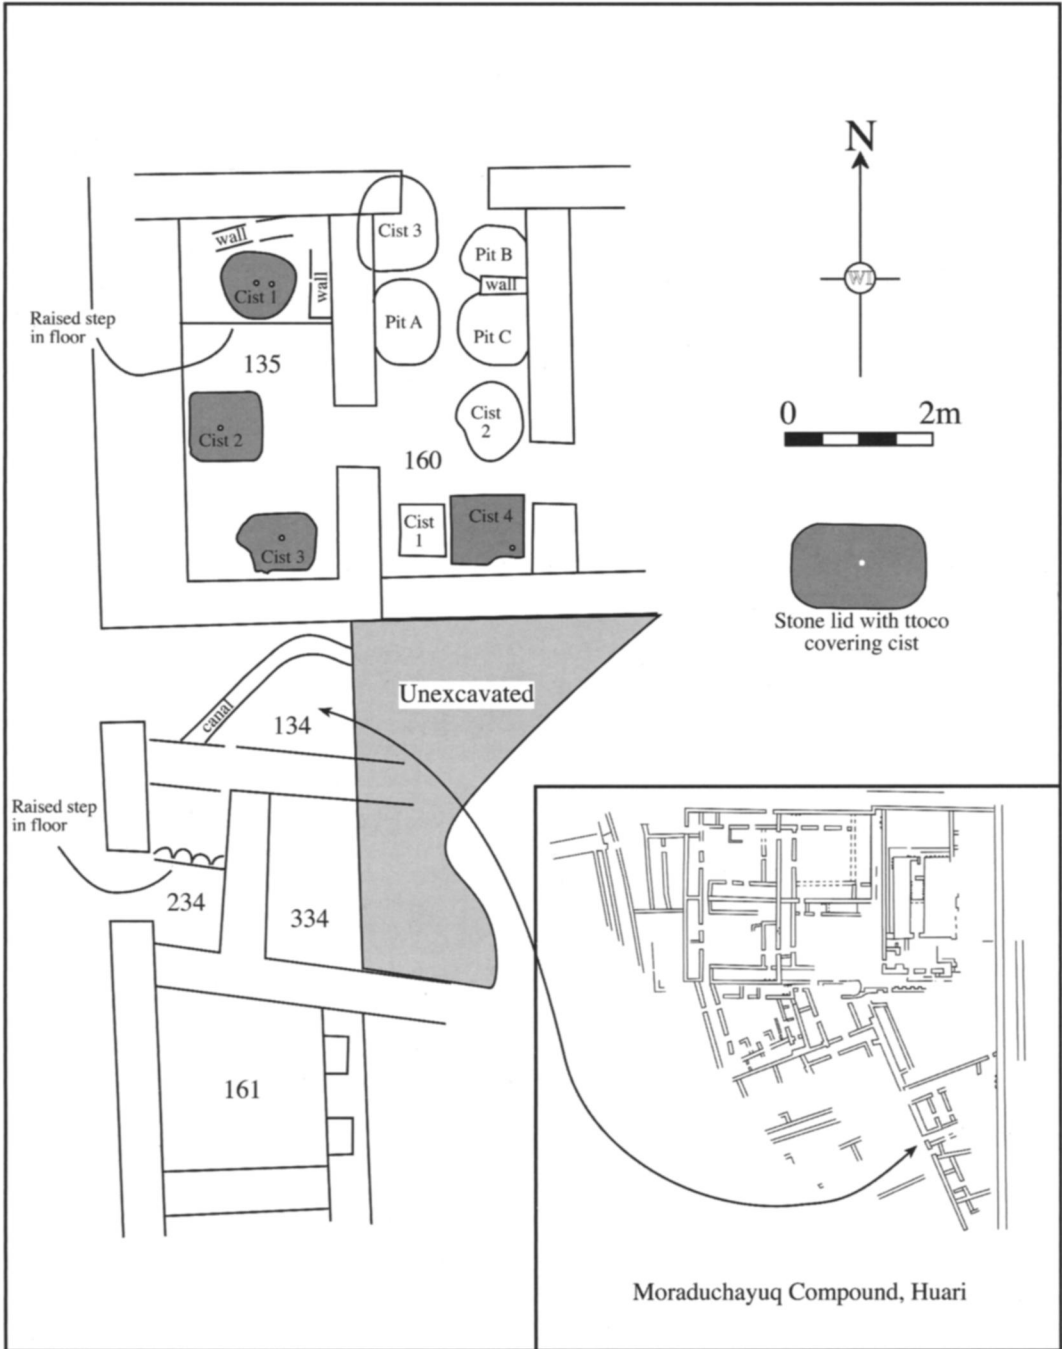 N
WI
wall
Cist 3
Pit B
wall
Cist 1
wall
Raised step
in floor
Pit A
Pit C
135
0 2m
Cist 2
Cist
2
160
Cist
1
Cist 4
Cist 3
Stone lid with ttoco
covering cist
Unexcavated
canal
134
Raised step
in floor
234
334
161
Moraduchayuq Compound, Huari